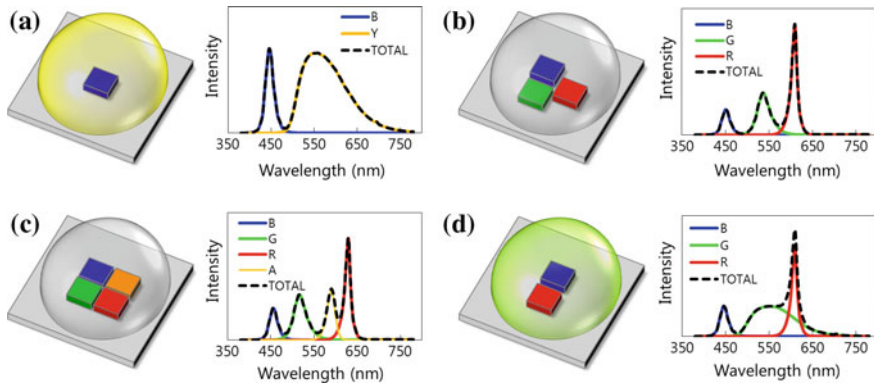 (a)
Intensity
B
Y
TOTAL
350 450 550 650 750
Wavelength (nm)
(b)
Intensity
B
G
R
TOTAL
350 450 550 650 750
Wavelength (nm)
(c)
Intensity
B
G
R
A
TOTAL
350 450 550 650 750
Wavelength (nm)
(d)
Intensity
B
G
R
TOTAL
350 450 550 650 750
Wavelength (nm)